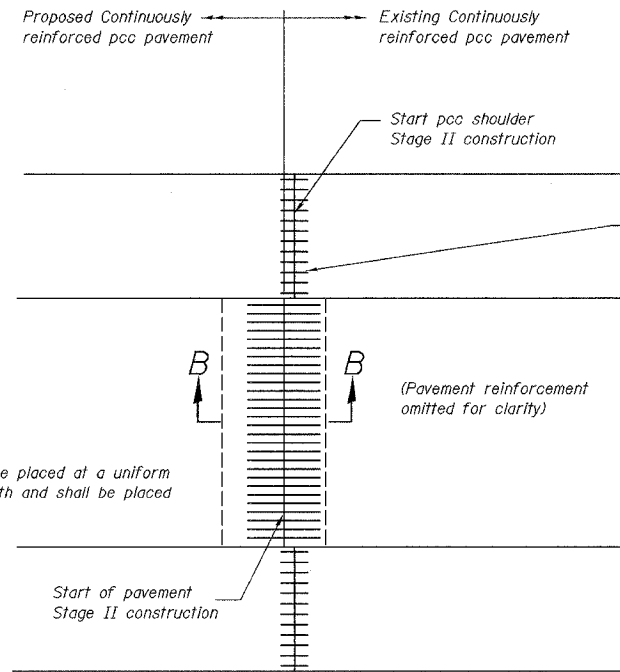 Proposed Continuously
reinforced pcc pavement
Existing Continuously
reinforced pcc pavement
Start pcc shoulder
Stage II construction
B
B
(Pavement reinforcement
omitted for clarity)
e placed at a uniform
th and shall be placed
Start of pavement
Stage II construction